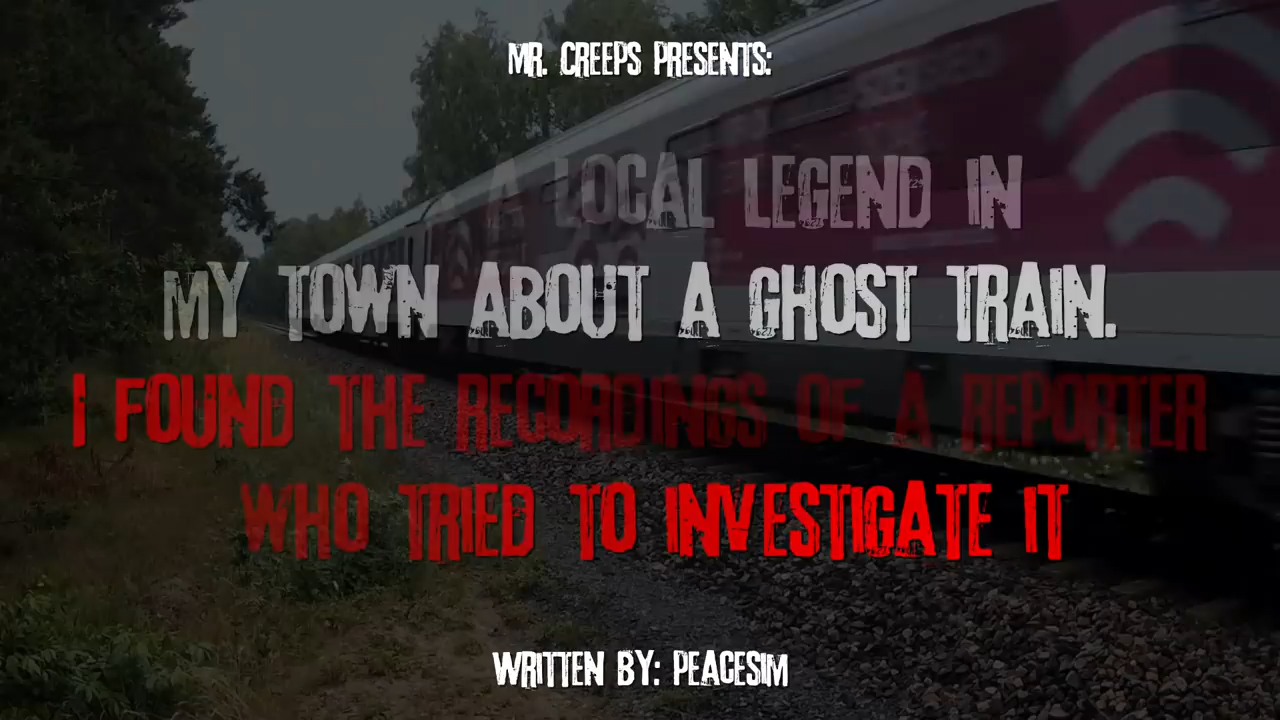 MR. CREEPS PRESENTS:
A LOCAL LEGEND IN
MY TOWN ABOUT A GHOST TRAIN.
I FOUND THE RECORDINGS OF A REPORTER
WHO TRIED TO INVESTIGATE IT
WRITTEN BY: PEACESIM